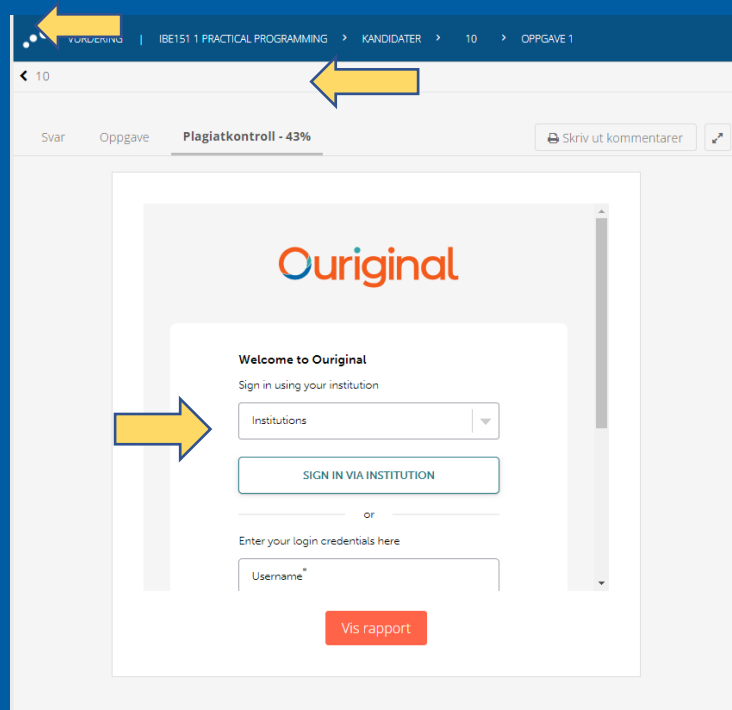 VURDERING | IBE151 1 PRACTICAL PROGRAMMING > KANDIDATER > 10 > OPPGAVE 1
10
Svar Oppgave Plagiatkontroll - 43% Skriv ut kommentarer
Ouriginal
Welcome to Ouriginal
Sign in using your institution
Institutions
SIGN IN VIA INSTITUTION
or
Enter your login credentials here
Username*
Vis rapport